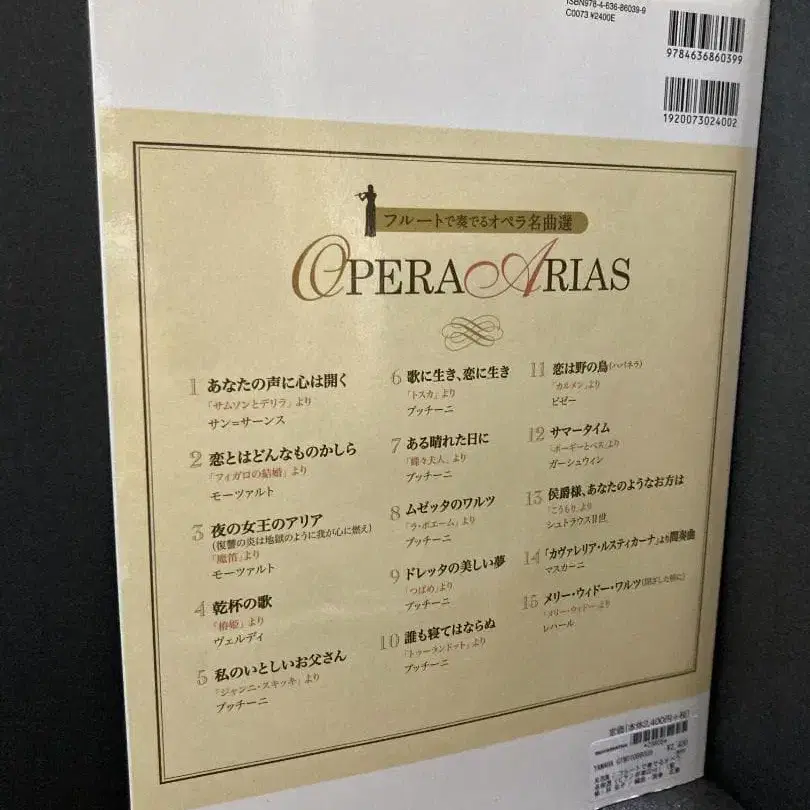 ISBN978-4-636-86039-9
C0073 ¥2400E
9784636860399
1920073024002
フルートで奏でるオペラ名曲選
OPERA ARIAS
1 あなたの声に心は開く
「サムソンとデリラ」より
サン=サーンス
2 恋とはどんなものかしら
「フィガロの結婚」より
モーツァルト
3 夜の女王のアリア
(復讐の炎は地獄のように我が心に燃え)
「魔笛」より
モーツァルト
4 乾杯の歌
「椿姫」より
ヴェルディ
5 私のいとしいお父さん
「ジャンニ・スキッキ」より
プッチーニ
6 歌に生き、恋に生き
「トスカ」より
プッチーニ
7 ある晴れた日に
「蝶々夫人」より
プッチーニ
8 ムゼッタのワルツ
「ラ・ボエーム」より
プッチーニ
9 ドレッタの美しい夢
「つばめ」より
プッチーニ
10 誰も寝てはならぬ
「トゥーランドット」より
プッチーニ
11 恋は野の鳥(ハバネラ)
「カルメン」より
ビゼー
12 サマータイム
「ポーギーとベス」より
ガーシュウィン
13 侯爵様、あなたのようなお方は
「こうもり」より
シュトラウスII世
14 「カヴァレリア・ルスティカーナ」より間奏曲
マスカーニ
15 メリー・ウィドー・ワルツ(閉ざした唇に)
「メリー・ウィドー」より
レハール
定価[本体2,400円+税]
YAMAHA
¥2,400